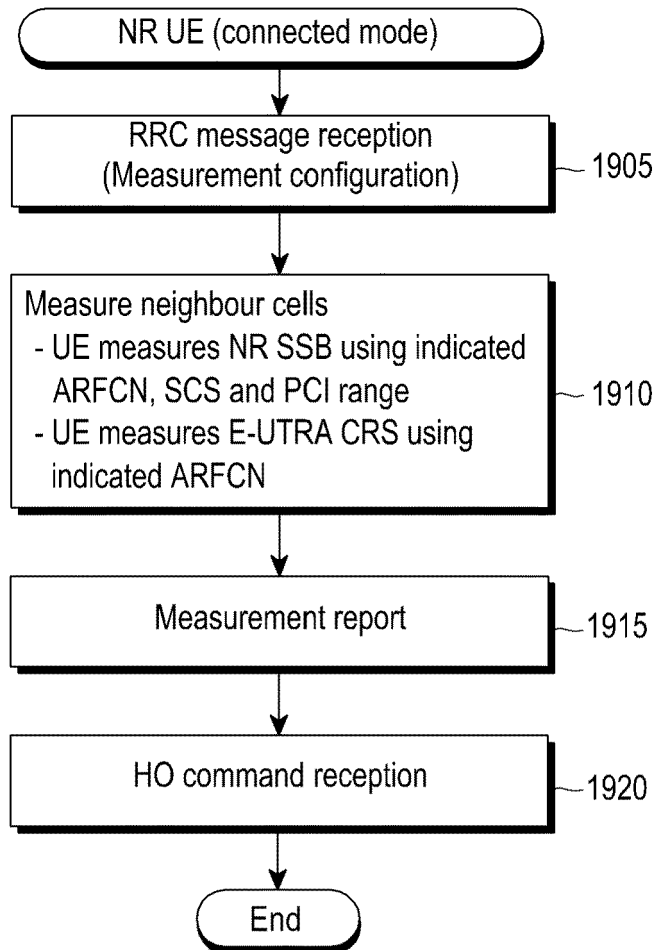 NR UE (connected mode)
RRC message reception
(Measurement configuration)
1905
Measure neighbour cells
- UE measures NR SSB using indicated
ARFCN, SCS and PCI range
- UE measures E-UTRA CRS using
indicated ARFCN
1910
Measurement report
1915
HO command reception
1920
End